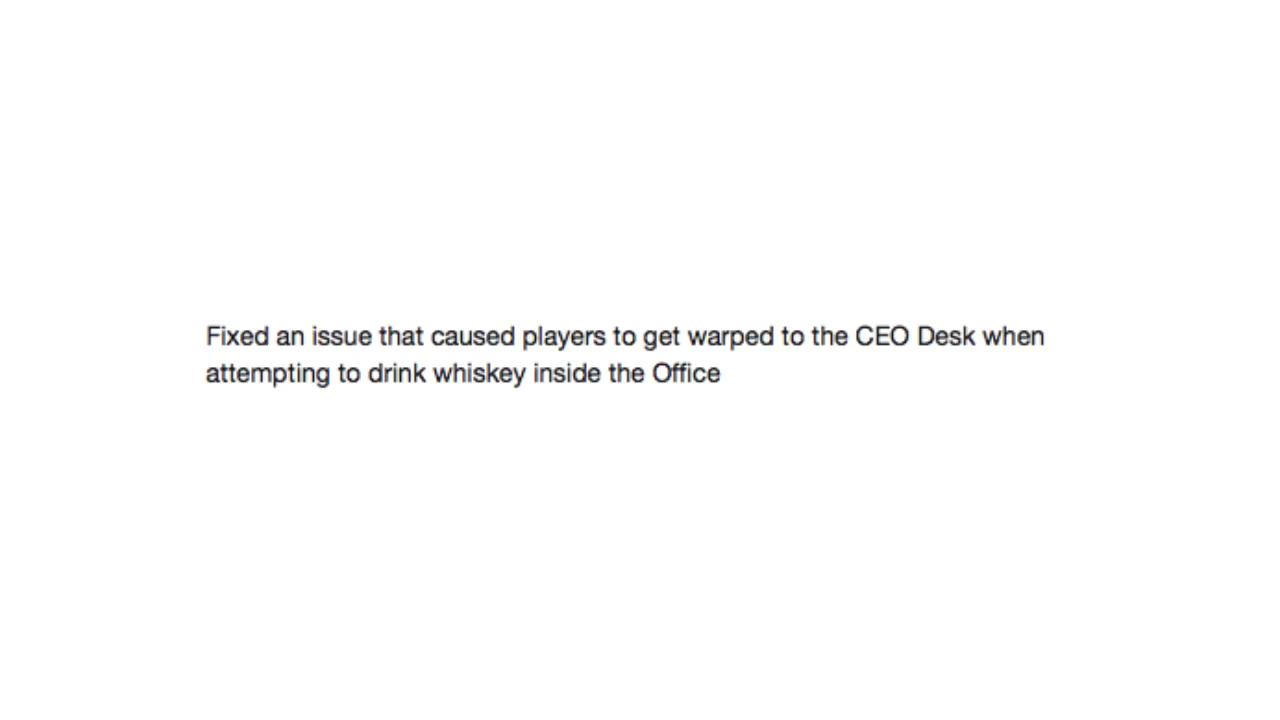 Fixed an issue that caused players to get warped to the CEO Desk when
attempting to drink whiskey inside the Office